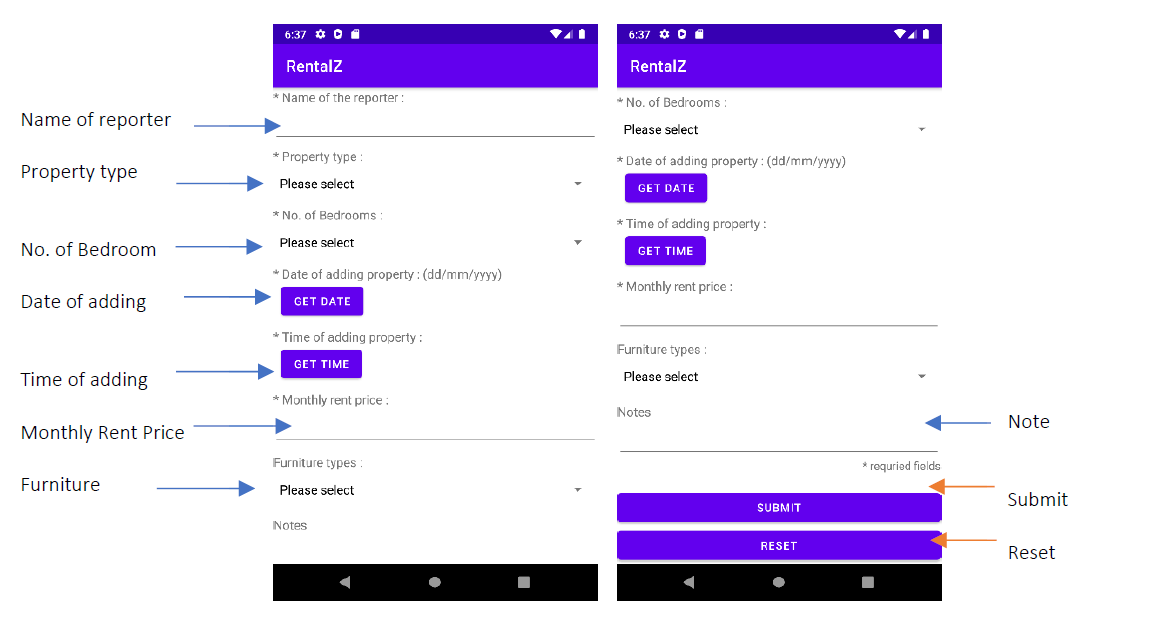 Name of reporter
Property type
No. of Bedroom
Date of adding
Time of adding
Monthly Rent Price
Furniture
6:37
RentalZ
* Name of the reporter :
* Property type :
Please select
* No. of Bedrooms :
Please select
* Date of adding property : (dd/mm/yyyy)
GET DATE
* Time of adding property :
GET TIME
* Monthly rent price :
Furniture types :
Please select
Notes
6:37
RentalZ
* No. of Bedrooms :
Please select
* Date of adding property : (dd/mm/yyyy)
GET DATE
* Time of adding property :
GET TIME
* Monthly rent price :
Furniture types :
Please select
Notes
* requried fields
SUBMIT
RESET
Note
Submit
Reset